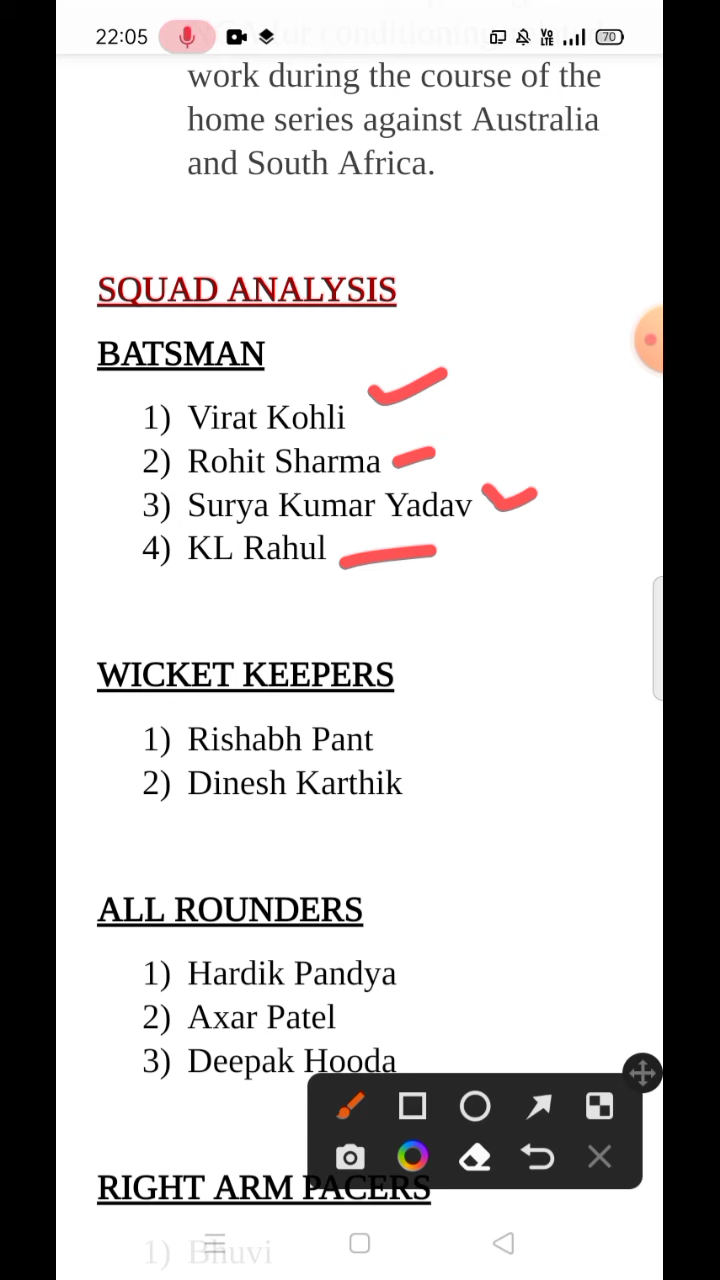 22:05
70
work during the course of the
home series against Australia
and South Africa.
SQUAD ANALYSIS
BATSMAN
1) Virat Kohli
2) Rohit Sharma
3) Surya Kumar Yadav
4) KL Rahul
WICKET KEEPERS
1) Rishabh Pant
2) Dinesh Karthik
ALL ROUNDERS
1) Hardik Pandya
2) Axar Patel
3) Deepak Hooda
RIGHT ARM PACERS
1) Bhuvi